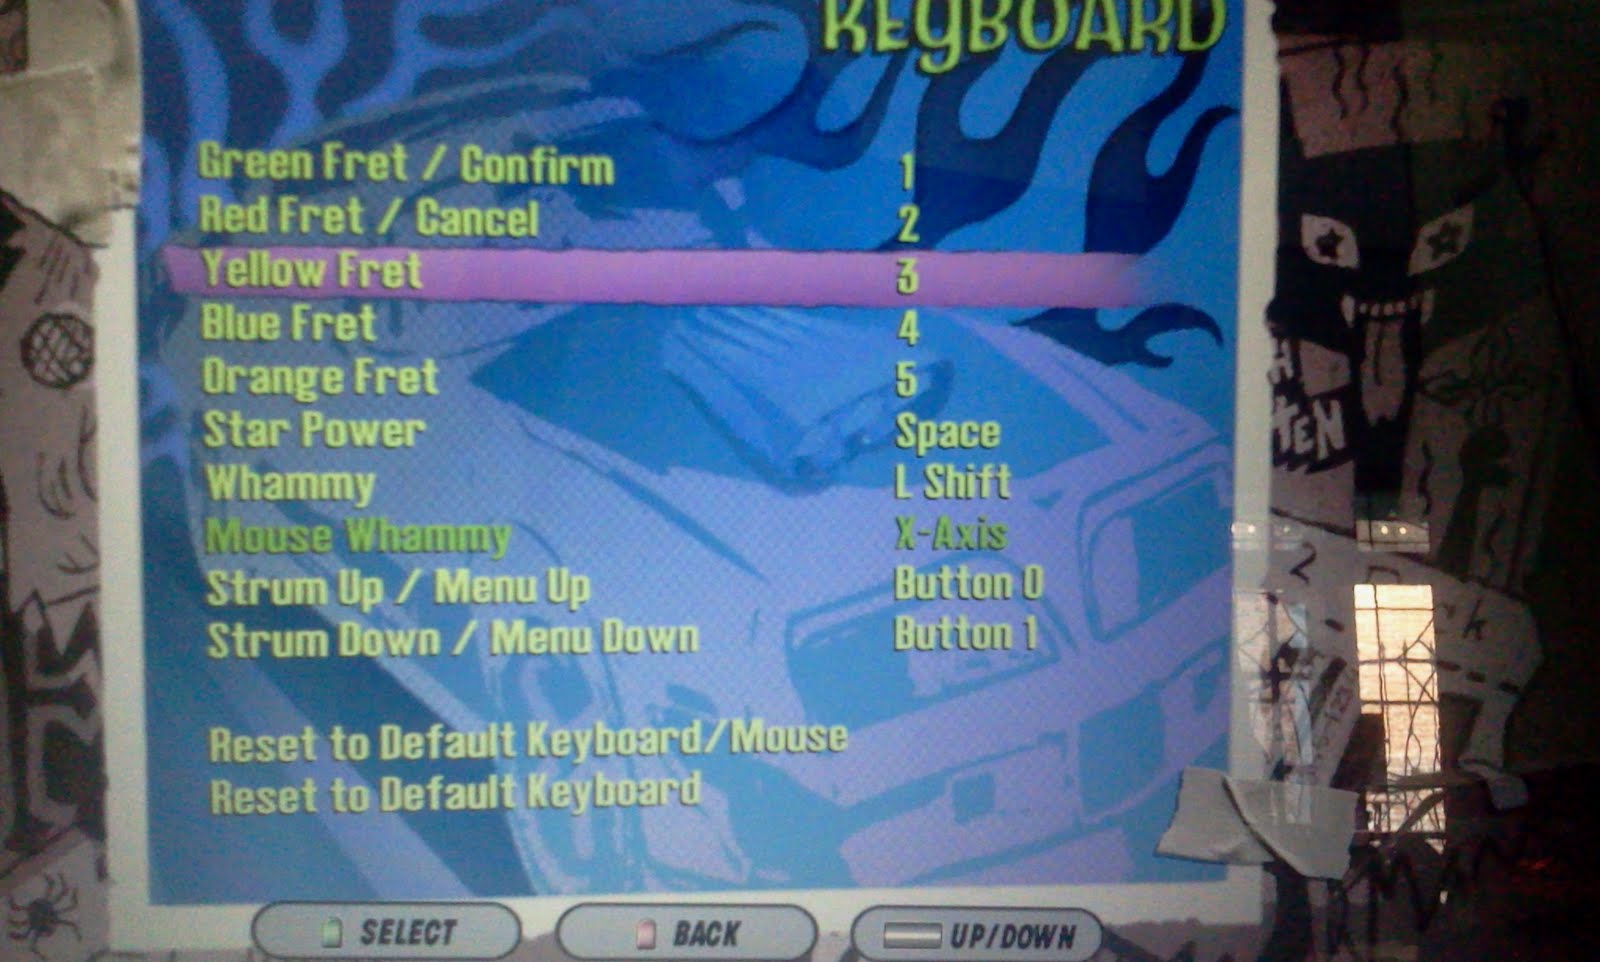 KEYBOARD
Green Fret / Confirm 1
Red Fret / Cancel 2
Yellow Fret 3
Blue Fret 4
Orange Fret 5
Star Power Space
Whammy L Shift
Mouse Whammy X-Axis
Strum Up / Menu Up Button 0
Strum Down / Menu Down Button 1
Reset to Default Keyboard/Mouse
Reset to Default Keyboard
SELECT BACK UP/DOWN